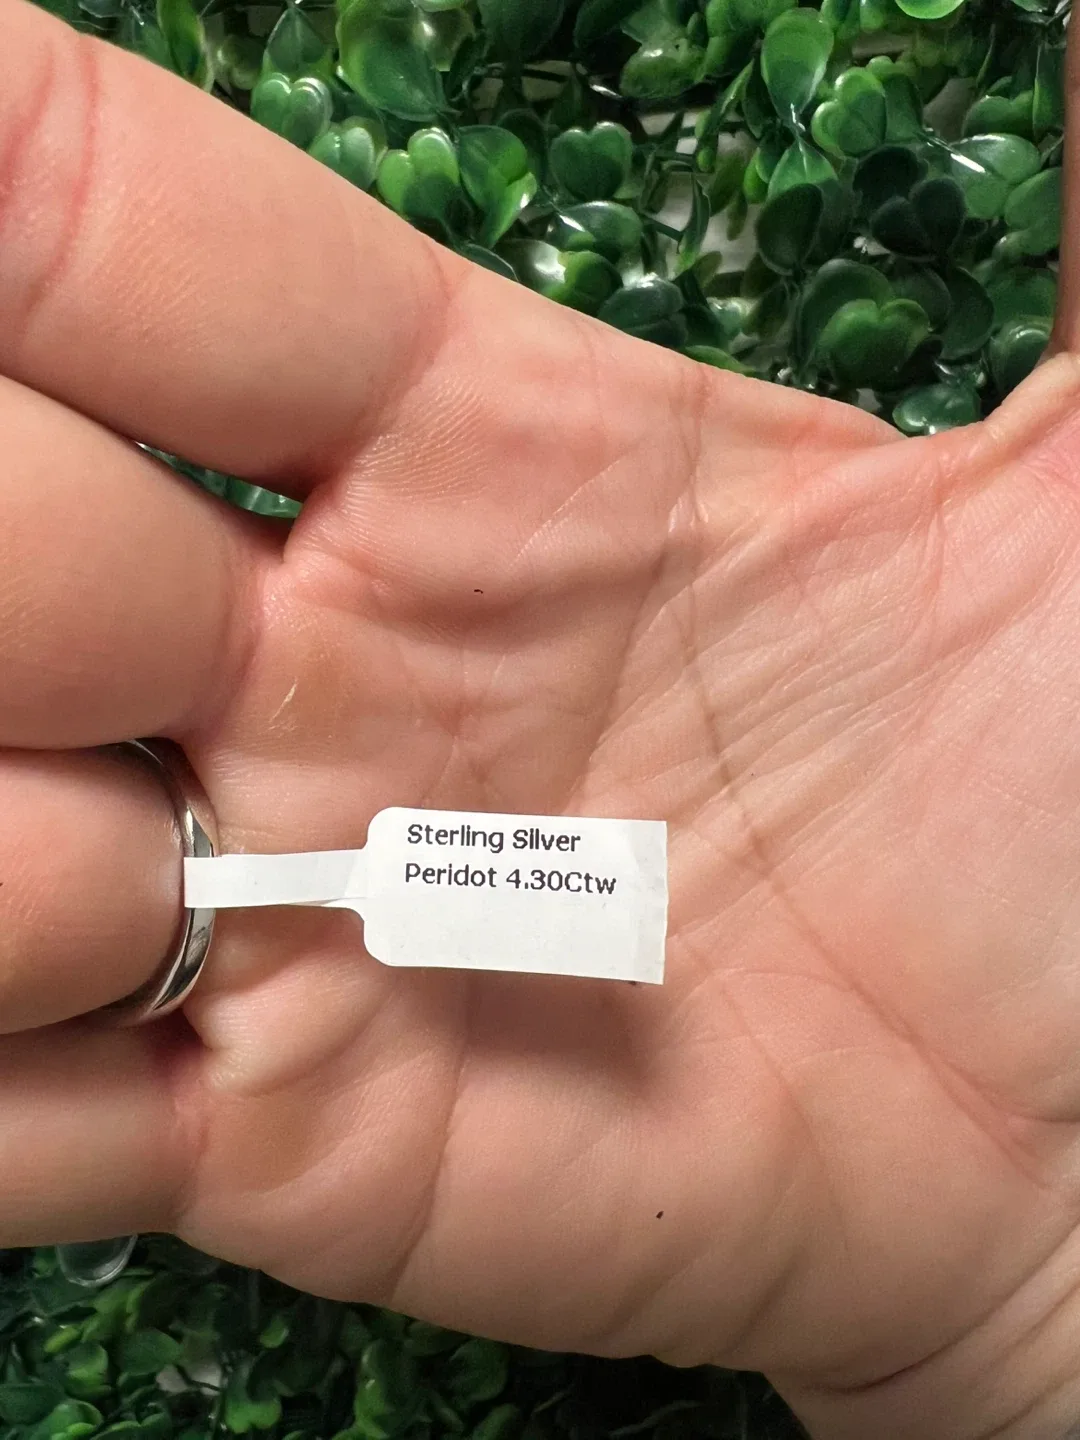 Sterling Silver
Peridot 4.30Ctw